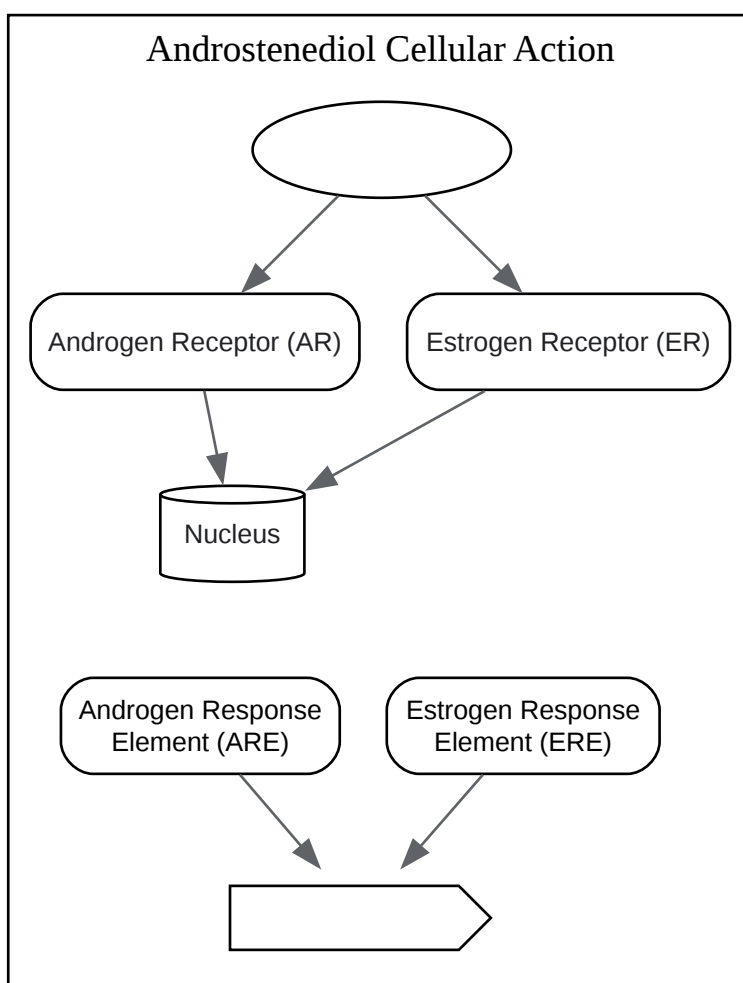 Androstenediol Cellular Action
Androgen Receptor (AR)
Estrogen Receptor (ER)
Nucleus
Androgen Response
Element (ARE)
Estrogen Response
Element (ERE)